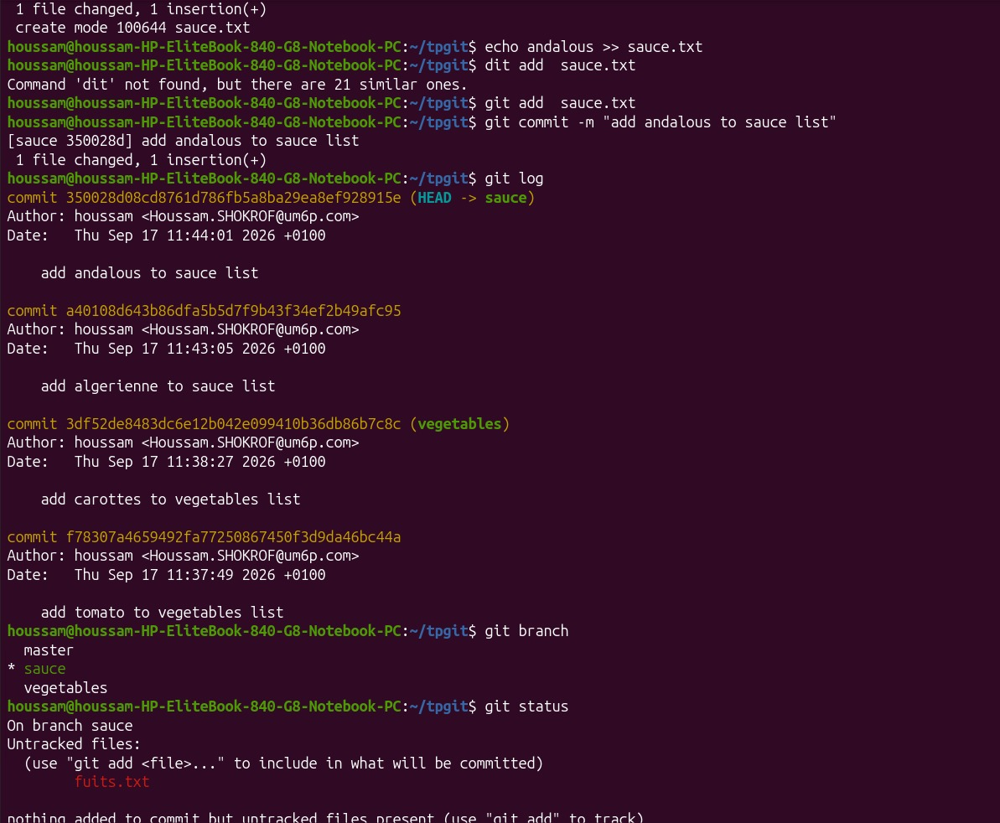 1 file changed, 1 insertion(+)
 create mode 100644 sauce.txt
houssam@houssam-HP-EliteBook-840-G8-Notebook-PC:~/tpgit$ echo andalous >> sauce.txt
houssam@houssam-HP-EliteBook-840-G8-Notebook-PC:~/tpgit$ dit add  sauce.txt
Command 'dit' not found, but there are 21 similar ones.
houssam@houssam-HP-EliteBook-840-G8-Notebook-PC:~/tpgit$ git add  sauce.txt
houssam@houssam-HP-EliteBook-840-G8-Notebook-PC:~/tpgit$ git commit -m "add andalous to sauce list"
[sauce 350028d] add andalous to sauce list
 1 file changed, 1 insertion(+)
houssam@houssam-HP-EliteBook-840-G8-Notebook-PC:~/tpgit$ git log
commit 350028d08cd8761d786fb5a8ba29ea8ef928915e (HEAD -> sauce)
Author: houssam <Houssam.SHOKROF@um6p.com>
Date:   Thu Sep 17 11:44:01 2026 +0100

    add andalous to sauce list

commit a40108d643b86dfa5b5d7f9b43f34ef2b49afc95
Author: houssam <Houssam.SHOKROF@um6p.com>
Date:   Thu Sep 17 11:43:05 2026 +0100

    add algerienne to sauce list

commit 3df52de8483dc6e12b042e099410b36db86b7c8c (vegetables)
Author: houssam <Houssam.SHOKROF@um6p.com>
Date:   Thu Sep 17 11:38:27 2026 +0100

    add carottes to vegetables list

commit f78307a4659492fa77250867450f3d9da46bc44a
Author: houssam <Houssam.SHOKROF@um6p.com>
Date:   Thu Sep 17 11:37:49 2026 +0100

    add tomato to vegetables list
houssam@houssam-HP-EliteBook-840-G8-Notebook-PC:~/tpgit$ git branch
  master
* sauce
  vegetables
houssam@houssam-HP-EliteBook-840-G8-Notebook-PC:~/tpgit$ git status
On branch sauce
Untracked files:
  (use "git add <file>..." to include in what will be committed)
        fuits.txt

nothing added to commit but untracked files present (use "git add" to track)